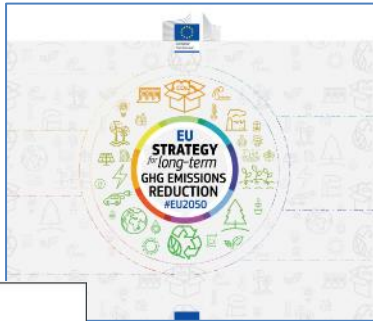 EU
STRATEGY
for long-term
GHG EMISSIONS
REDUCTION
#EU2050